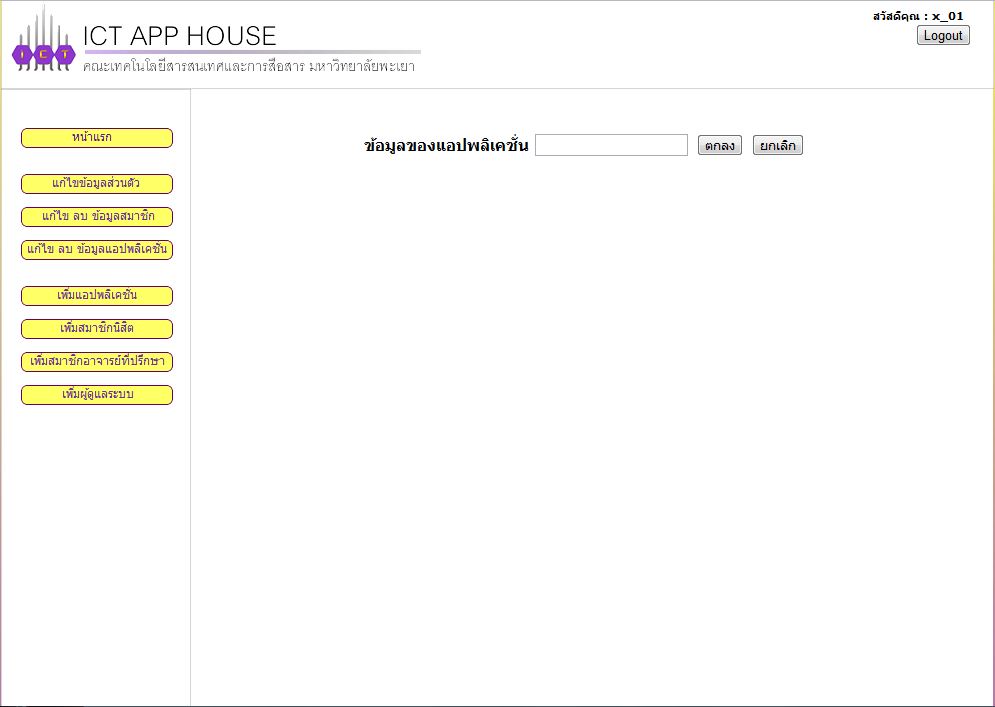 สวัสดีคุณ : x_01
Logout
ICT APP HOUSE
I C T
คณะเทคโนโลยีสารสนเทศและการสื่อสาร มหาวิทยาลัยพะเยา
หน้าแรก
แก้ไขข้อมูลส่วนตัว
แก้ไข ลบ ข้อมูลสมาชิก
แก้ไข ลบ ข้อมูลแอปพลิเคชั่น
เพิ่มแอปพลิเคชั่น
เพิ่มสมาชิกนิสิต
เพิ่มสมาชิกอาจารย์ที่ปรึกษา
เพิ่มผู้ดูแลระบบ
ข้อมูลของแอปพลิเคชั่น ตกลง ยกเลิก